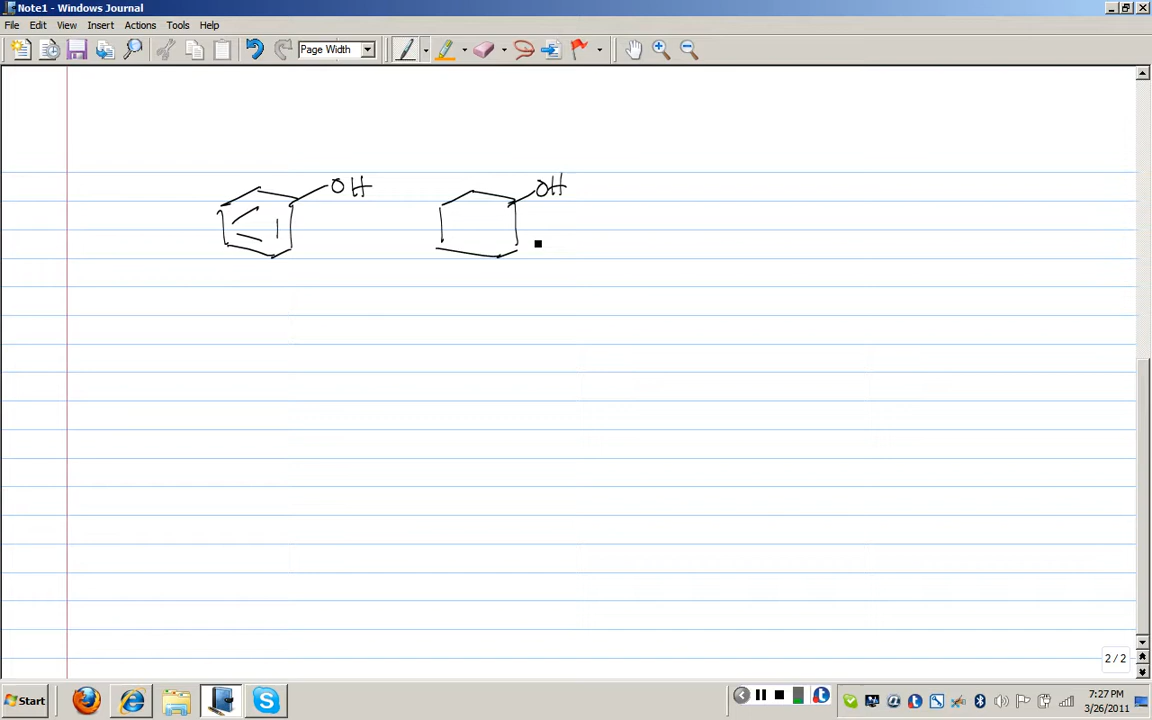 Note1 - Windows Journal
File Edit View Insert Actions Tools Help
Page Width
OH OH
2 / 2
Start
7:27 PM
3/26/2011